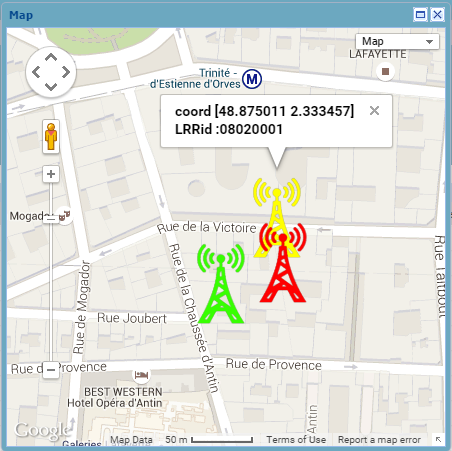 Map
Map
LAFAYETTE
Trinité -
d'Estienne d'Orves
M
coord [48.875011 2.333457]
LRRid :08020001
Mogador
Rue de la Victoire
Rue Taitbout
Rue de Mogador
Rue de la Chaussée d'Antin
Rue Joubert
Rue de Provence
Rue de Provence
BEST WESTERN
Hotel Opéra d'Antin
d'Antin
Google
Galeries
Map Data
50 m
Terms of Use
Report a map error